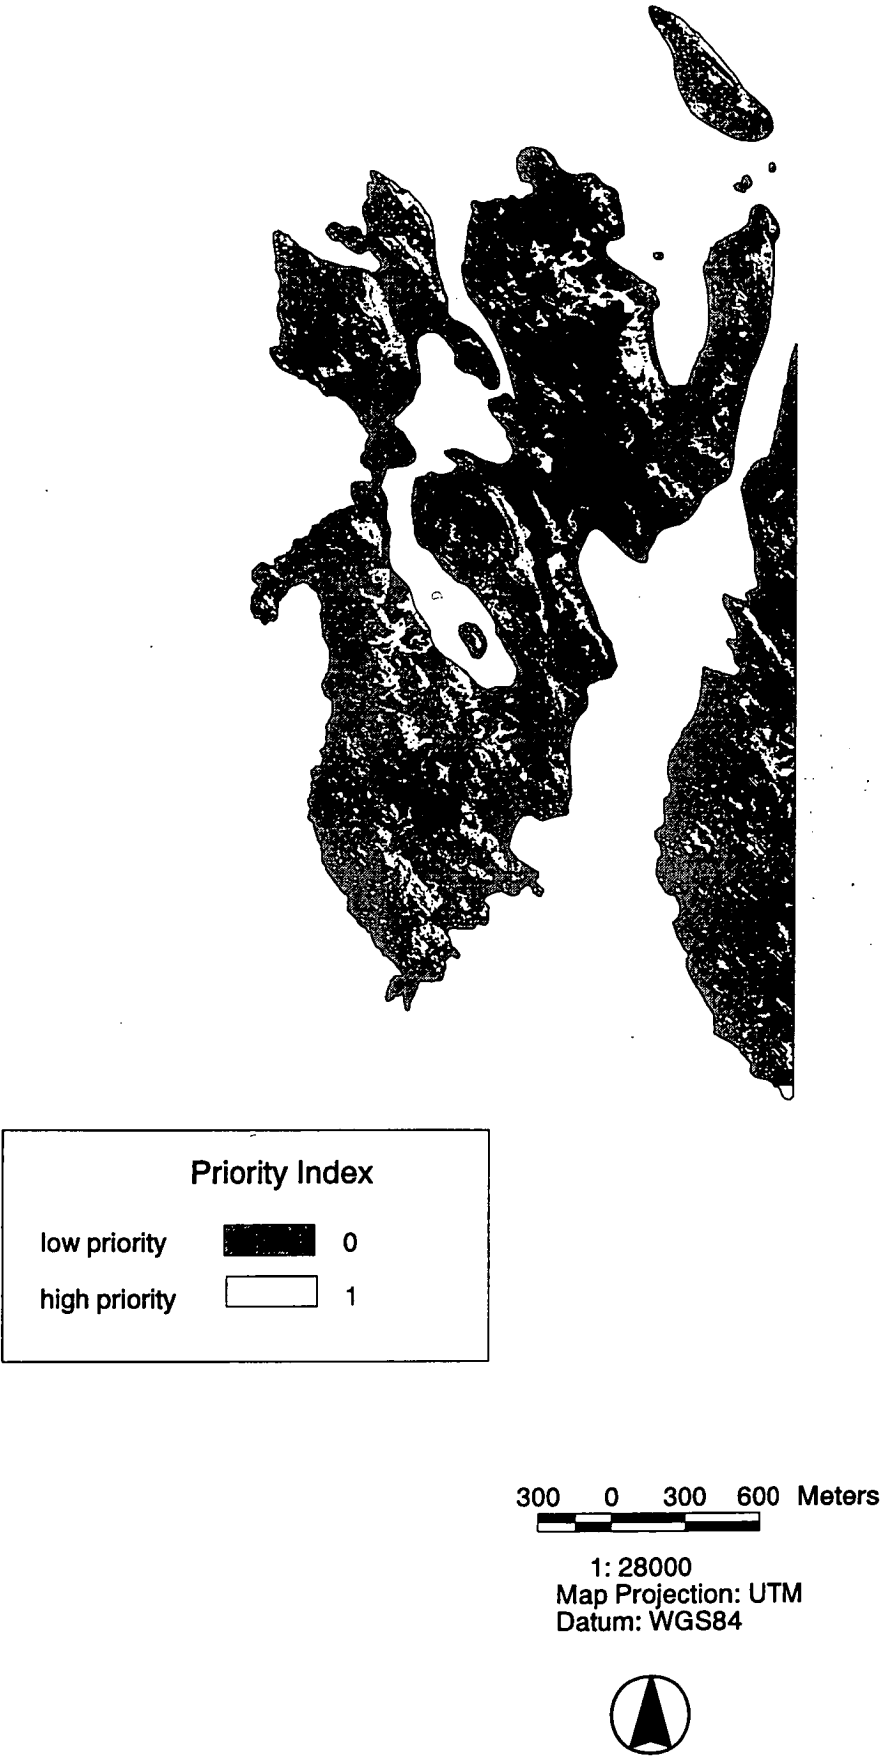 G
Priority Index
low priority 0
high priority 1
300 0 300 600 Meters
1: 28000
Map Projection: UTM
Datum: WGS84